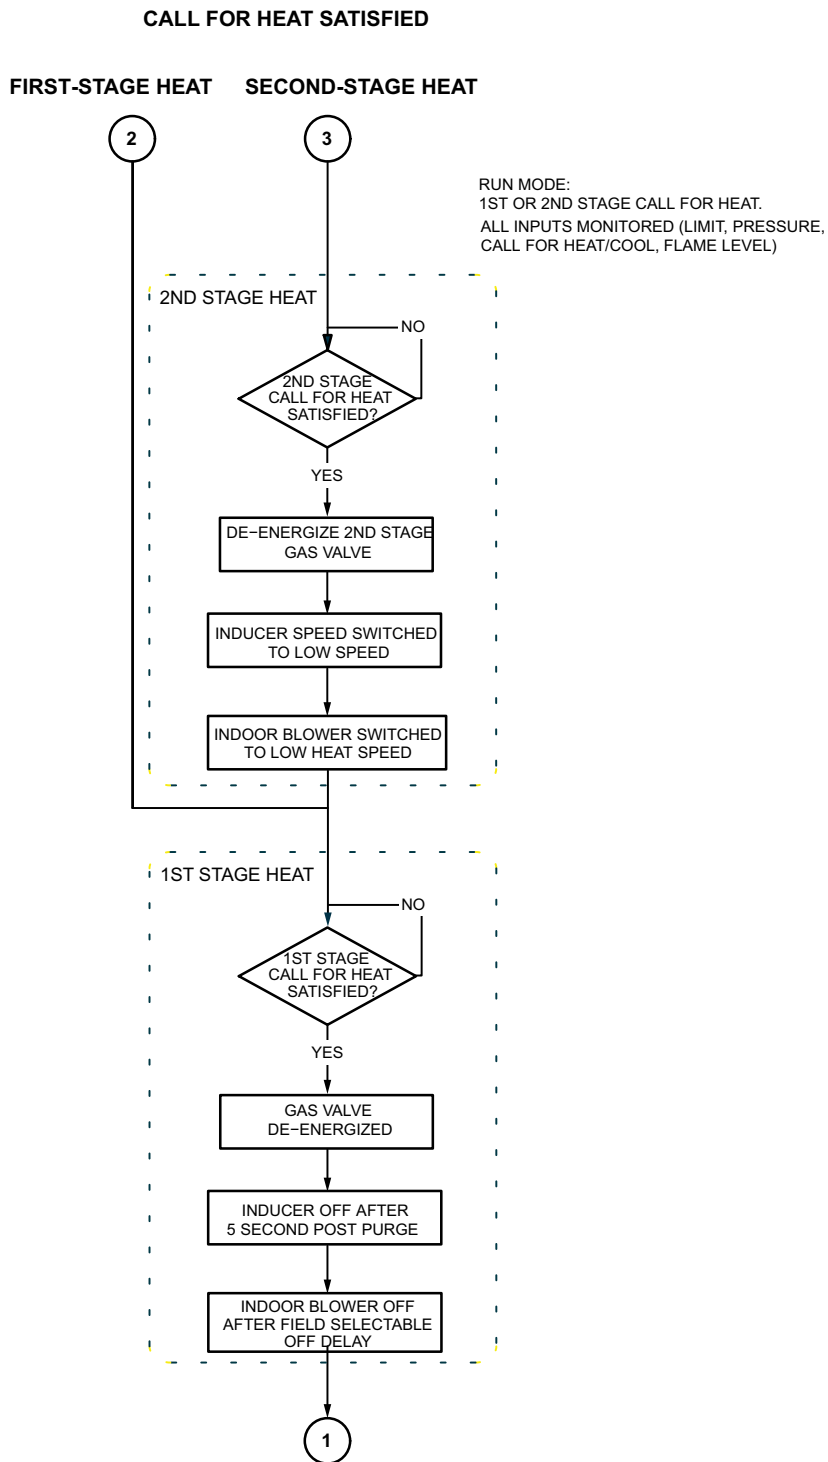 CALL FOR HEAT SATISFIED
FIRST-STAGE HEAT
SECOND-STAGE HEAT
2
3
RUN MODE:
1ST OR 2ND STAGE CALL FOR HEAT.
ALL INPUTS MONITORED (LIMIT, PRESSURE,
CALL FOR HEAT/COOL, FLAME LEVEL)
2ND STAGE HEAT
NO
2ND STAGE
CALL FOR HEAT
SATISFIED?
YES
DE−ENERGIZE 2ND STAGE
GAS VALVE
INDUCER SPEED SWITCHED
TO LOW SPEED
INDOOR BLOWER SWITCHED
TO LOW HEAT SPEED
1ST STAGE HEAT
NO
1ST STAGE
CALL FOR HEAT
SATISFIED?
YES
GAS VALVE
DE−ENERGIZED
INDUCER OFF AFTER
5 SECOND POST PURGE
INDOOR BLOWER OFF
AFTER FIELD SELECTABLE
OFF DELAY
1